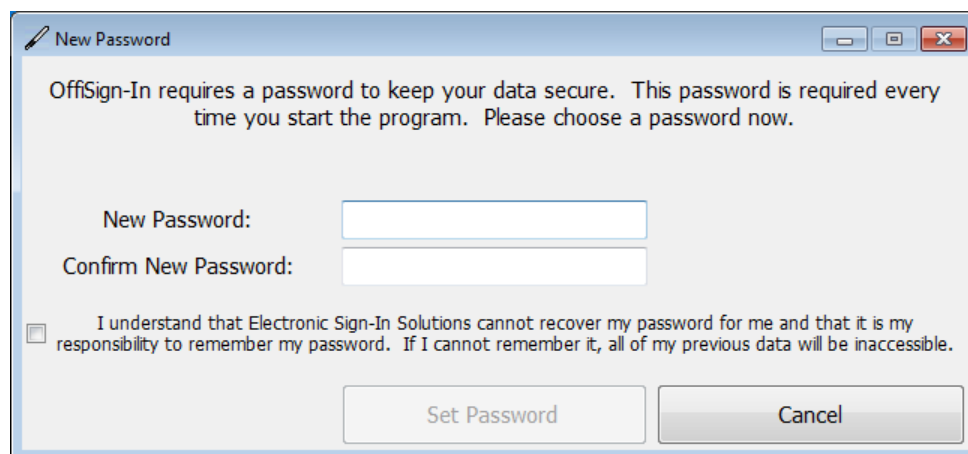 New Password
OffiSign-In requires a password to keep your data secure.  This password is required every
time you start the program.  Please choose a password now.
New Password:
Confirm New Password:
I understand that Electronic Sign-In Solutions cannot recover my password for me and that it is my
responsibility to remember my password.  If I cannot remember it, all of my previous data will be inaccessible.
Set Password
Cancel